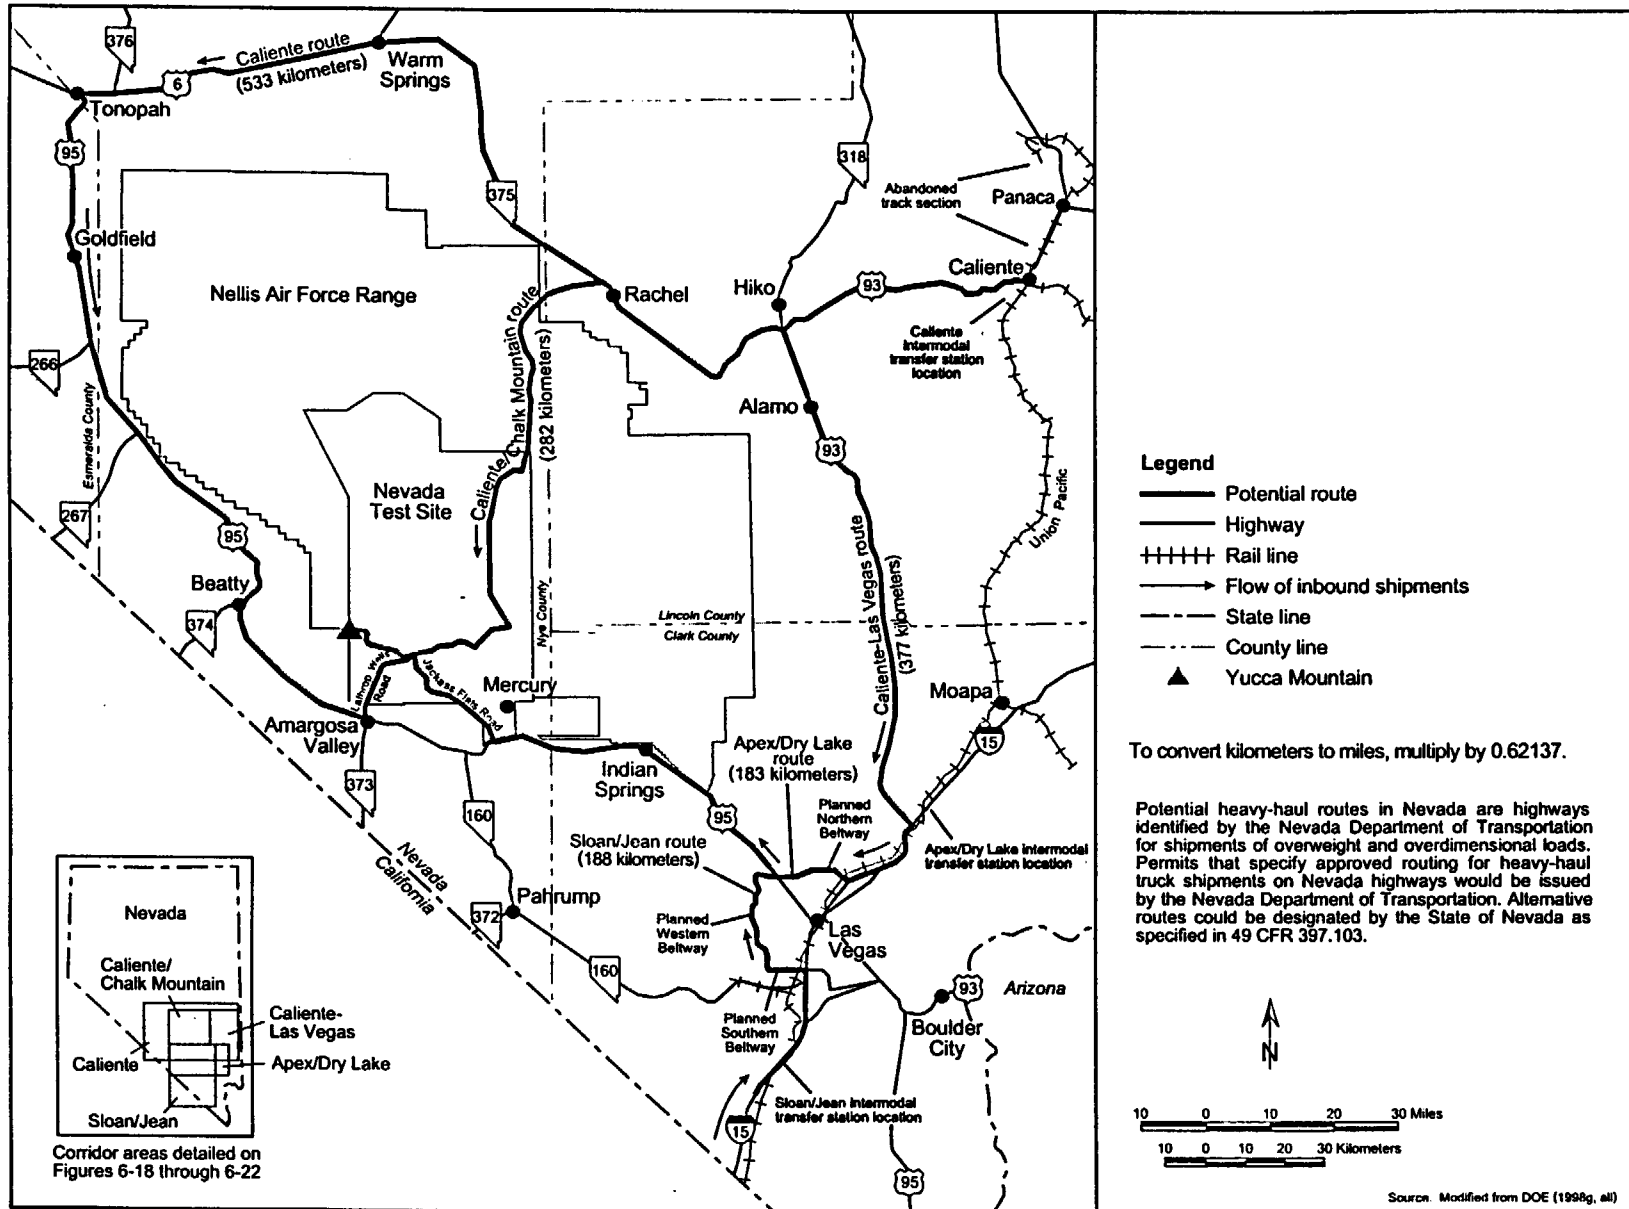 376
Caliente route
(533 kilometers)
Warm
Springs
6
Tonopah
95
318
375
Abandoned
track section
Panaca
Goldfield
Nellis Air Force Range
Rachel
Hiko
93
Caliente
Caliente
intermodal
transfer station
location
266
Esmeralda County
Caliente/Chalk Mountain route
(282 kilometers)
Alamo
93
Nevada
Test Site
267
95
Union Pacific
Beatty
374
Nye County
Lincoln County
Clark County
Caliente-Las Vegas route
(377 kilometers)
Lathrop Wells
Road
Jackass Flats Road
Mercury
Moapa
15
Amargosa
Valley
373
Indian
Springs
Apex/Dry Lake
route
(183 kilometers)
160
95
Planned
Northern
Beltway
Sloan/Jean route
(188 kilometers)
Apex/Dry Lake intermodal
transfer station location
Nevada
California
Pahrump
372
Planned
Western
Beltway
Las
Vegas
160
93
Arizona
Boulder
City
Planned
Southern
Beltway
Sloan/Jean intermodal
transfer station location
15
95
Nevada
Caliente/
Chalk Mountain
Caliente-
Las Vegas
Caliente
Apex/Dry Lake
Sloan/Jean
Corridor areas detailed on
Figures 6-18 through 6-22
Legend
Potential route
Highway
Rail line
Flow of inbound shipments
State line
County line
Yucca Mountain
To convert kilometers to miles, multiply by 0.62137.
Potential heavy-haul routes in Nevada are highways
identified by the Nevada Department of Transportation
for shipments of overweight and overdimensional loads.
Permits that specify approved routing for heavy-haul
truck shipments on Nevada highways would be issued
by the Nevada Department of Transportation. Alternative
routes could be designated by the State of Nevada as
specified in 49 CFR 397.103.
N
10 0 10 20 30 Miles
10 0 10 20 30 Kilometers
Source. Modified from DOE (1998g, all)